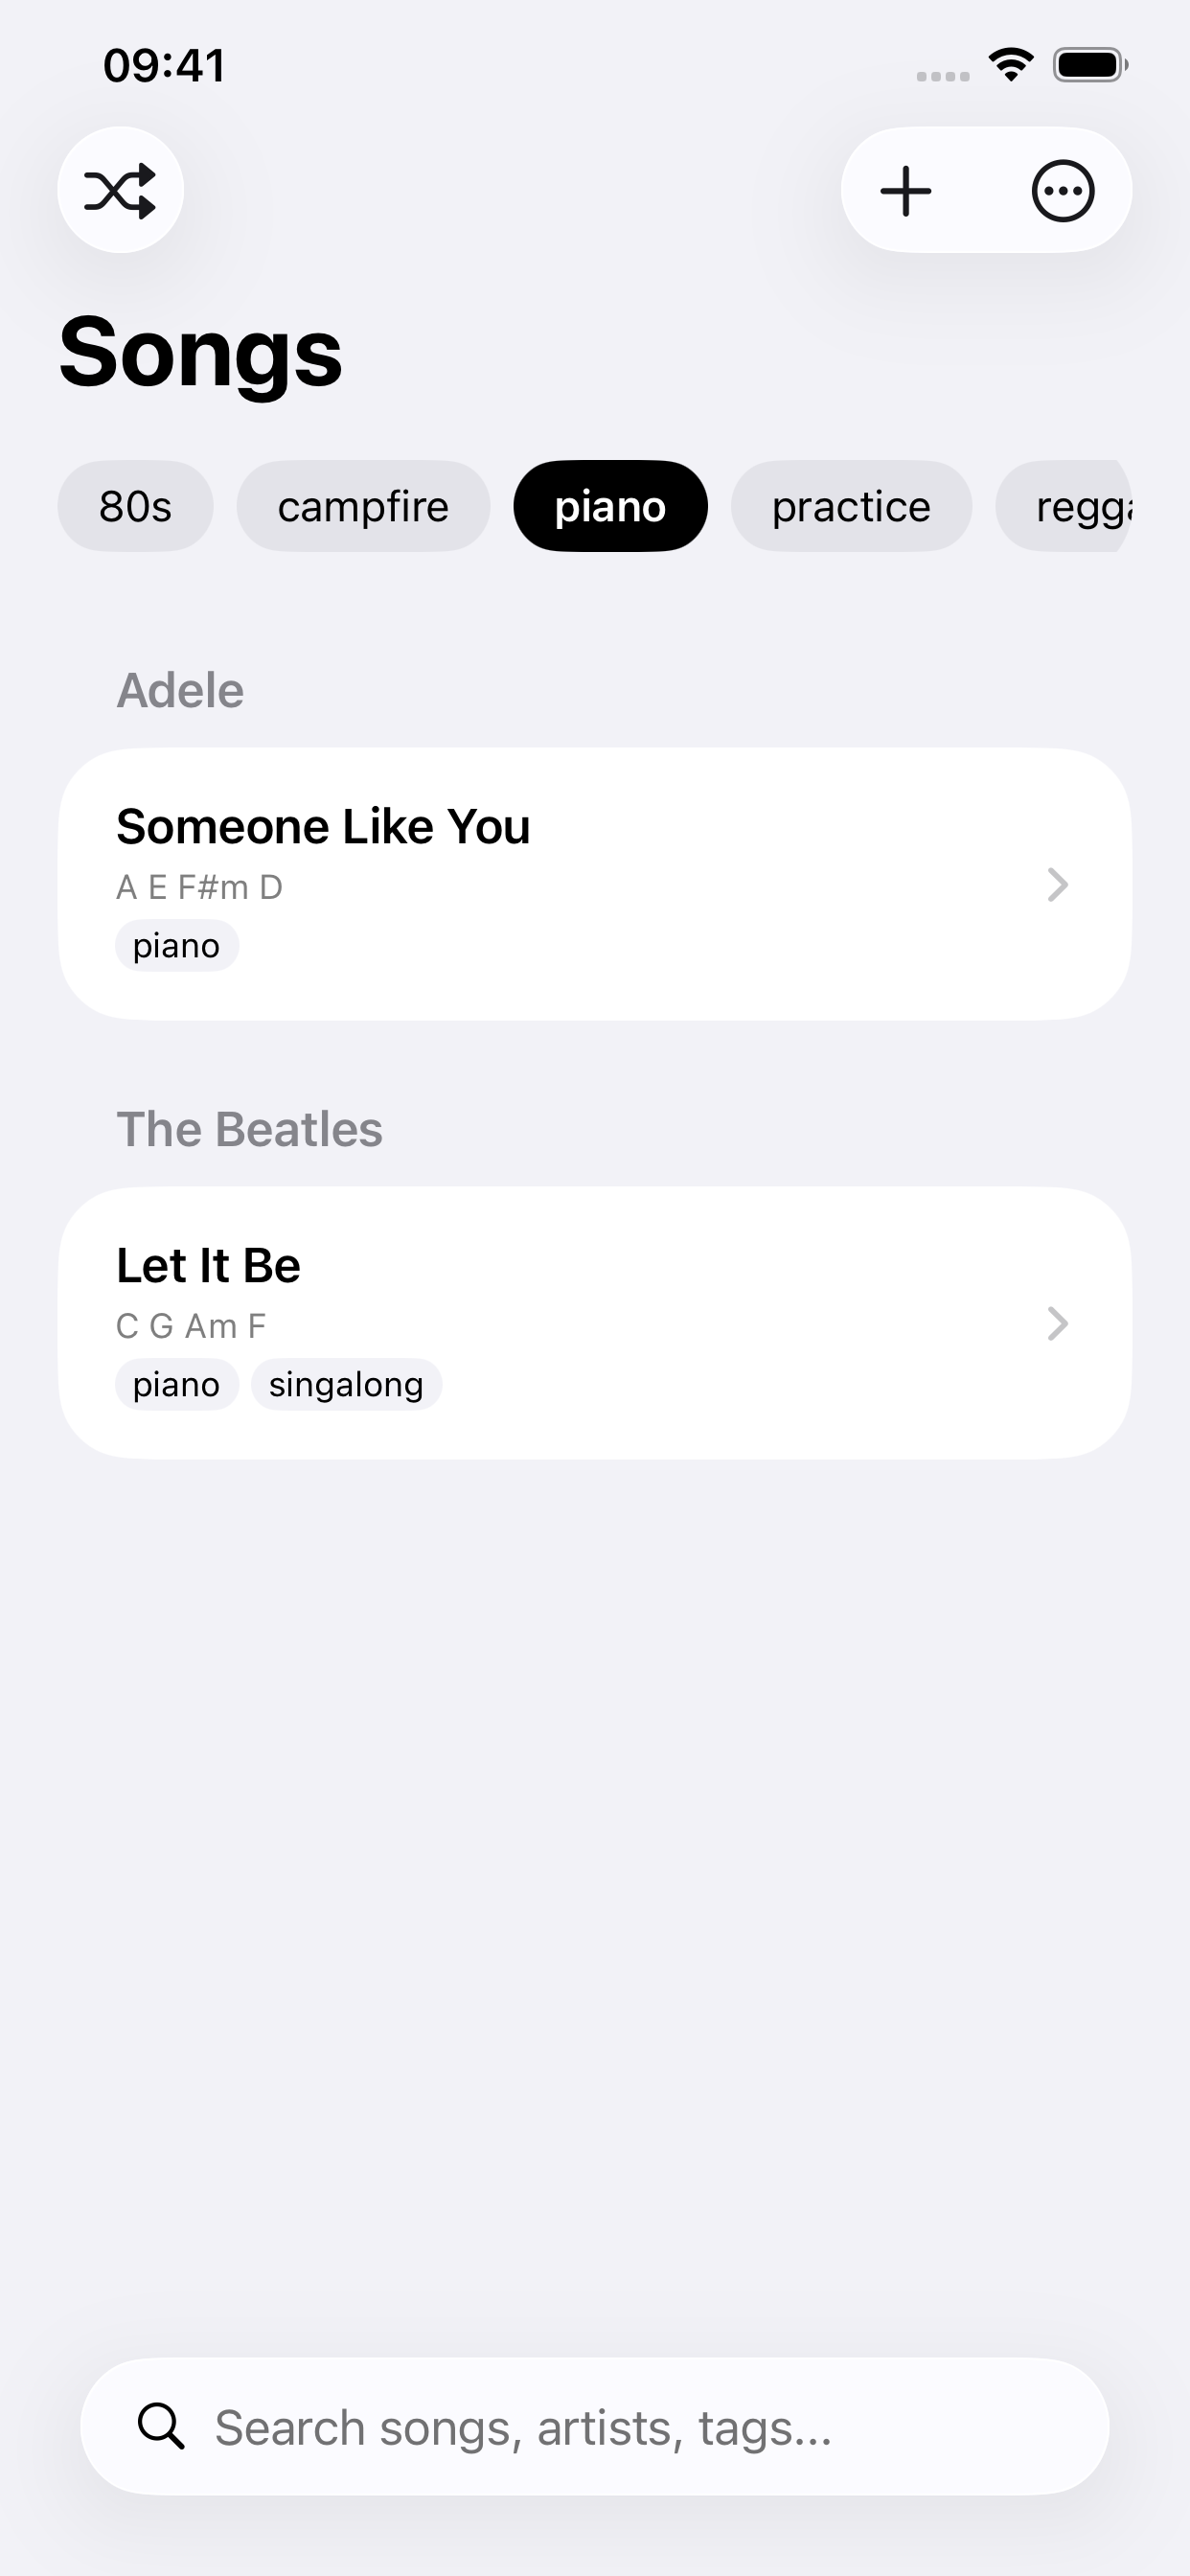 09:41
Songs
80s campfire piano practice
Adele
Someone Like You
A E F#m D
piano
The Beatles
Let It Be
C G Am F
piano singalong
Search songs, artists, tags...